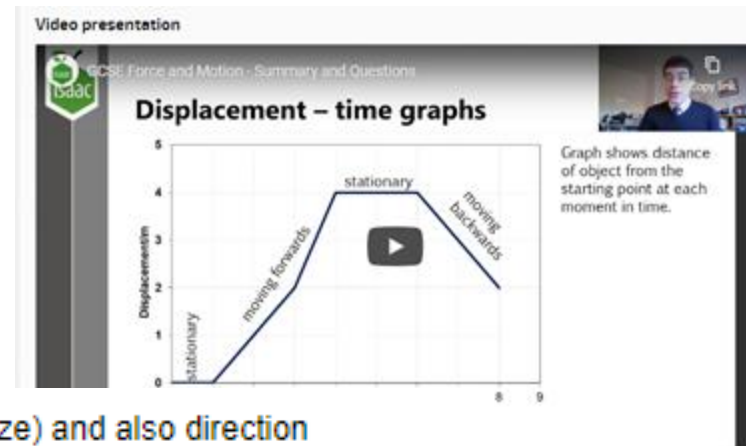 Video presentation
GCSE Force and Motion - Summary and Questions
Copy link
isaac
Displacement – time graphs
Graph shows distance
of object from the
starting point at each
moment in time.
5
4
3
2
1
0
Displacement/m
stationary
moving forwards
stationary
moving
backwards
8
9
ze) and also direction